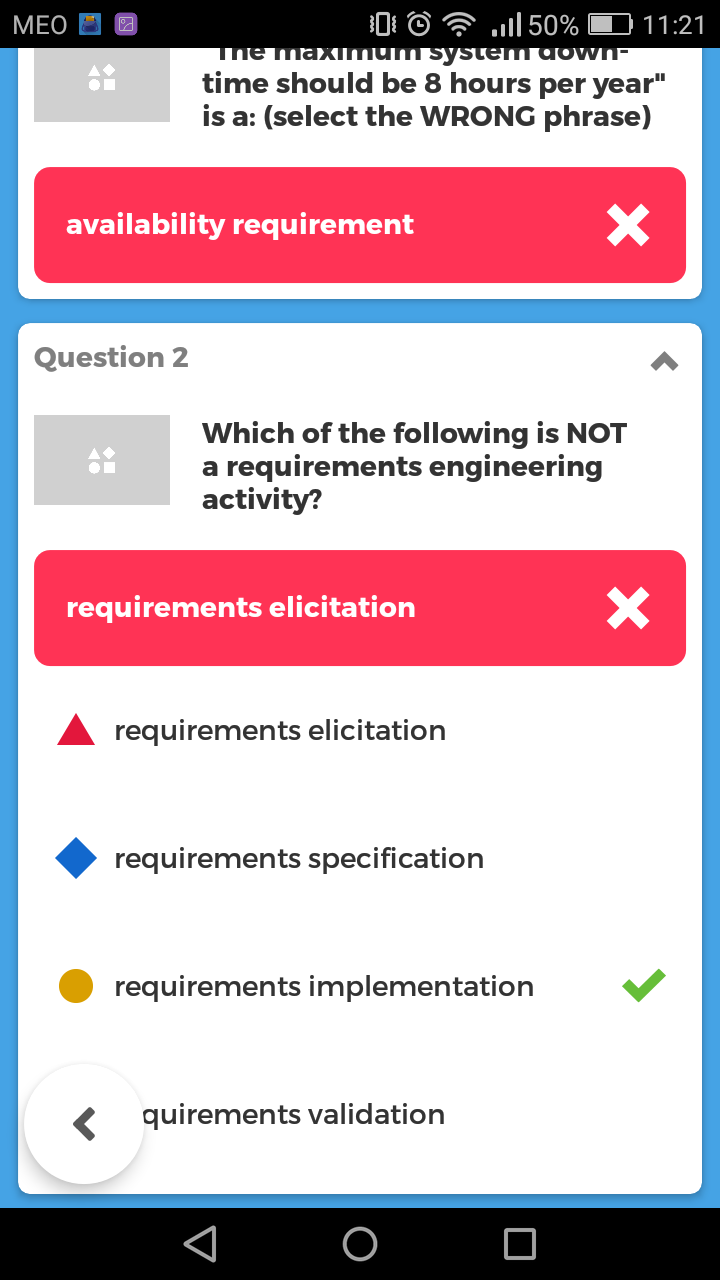 MEO 50% 11:21
"The maximum system down-
time should be 8 hours per year"
is a: (select the WRONG phrase)
availability requirement
Question 2
Which of the following is NOT
a requirements engineering
activity?
requirements elicitation
requirements elicitation
requirements specification
requirements implementation
quirements validation